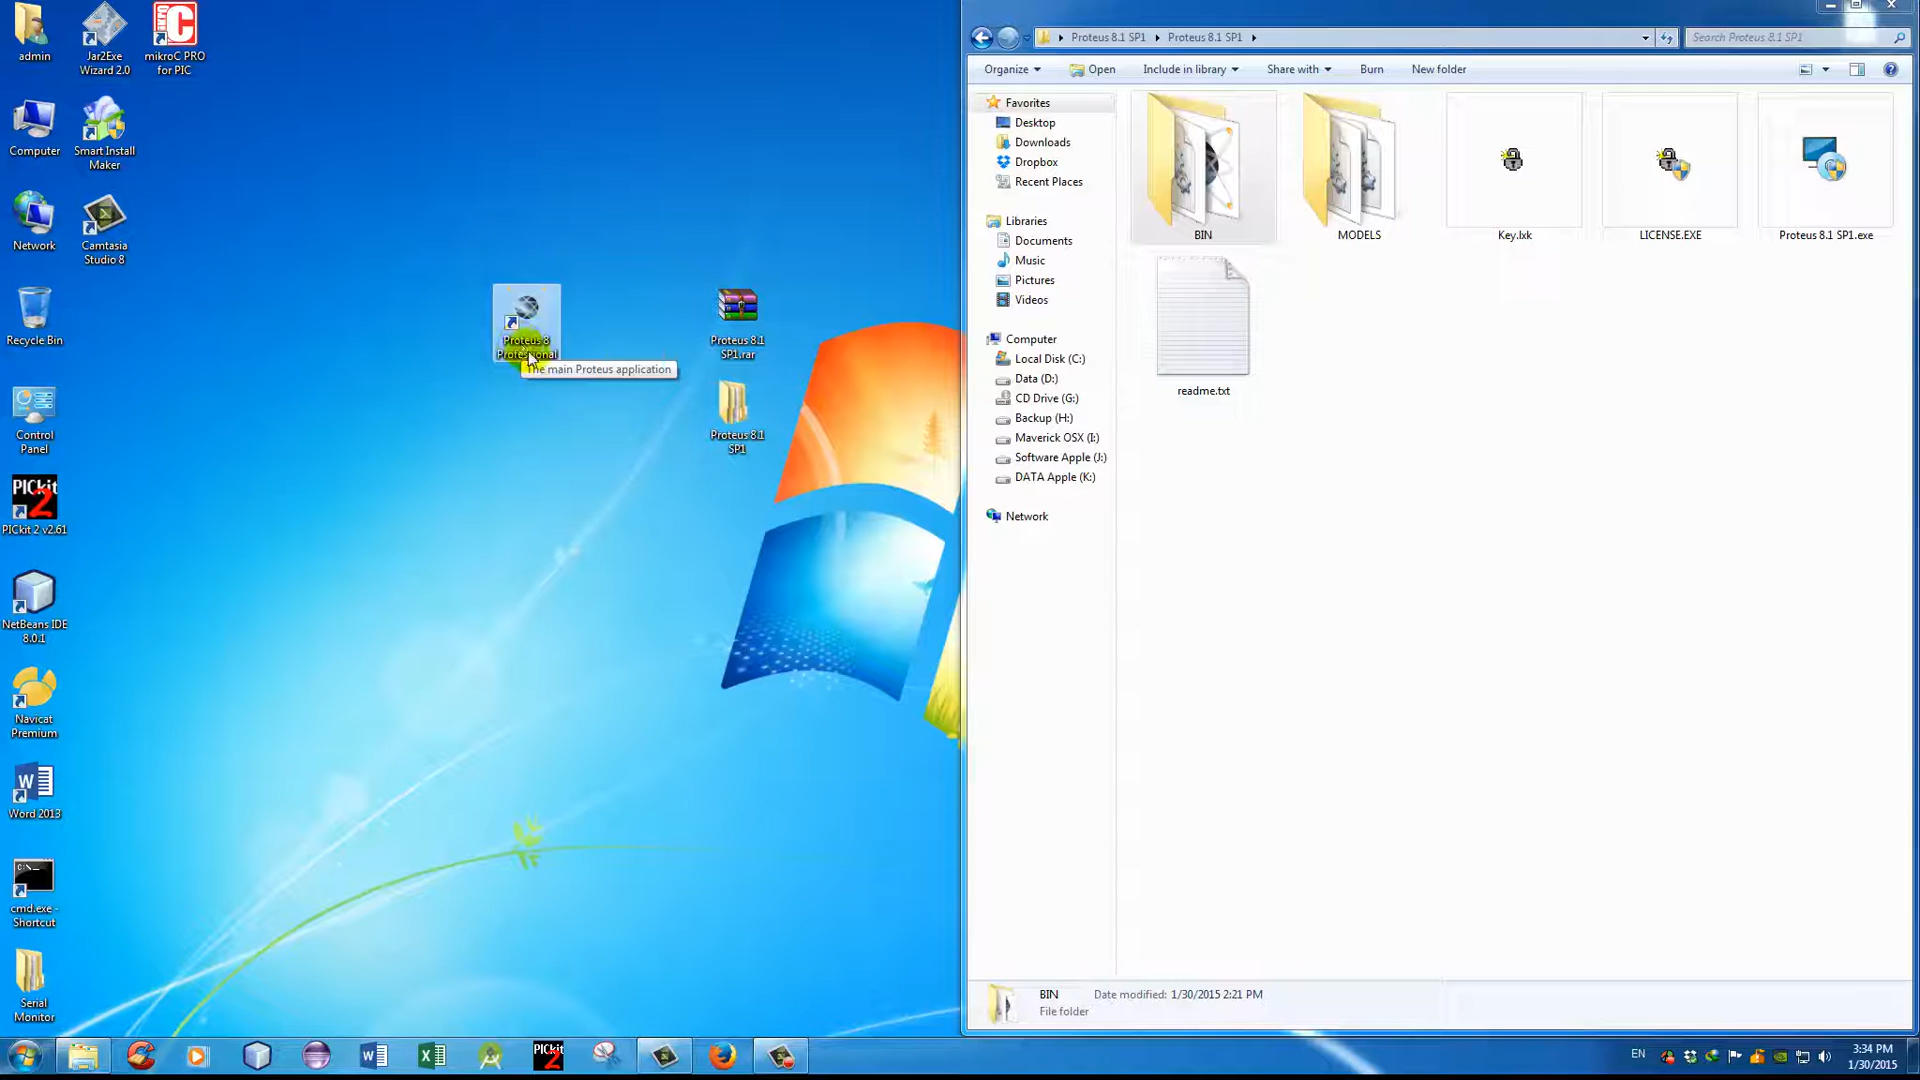 admin
Jar2Exe
Wizard 2.0
mikroC PRO
for PIC
Computer
Smart Install
Maker
Network
Camtasia
Studio 8
Recycle Bin
Control
Panel
PICkit
2
PICkit 2 v2.61
NetBeans IDE
8.0.1
Navicat
Premium
Word 2013
cmd.exe -
Shortcut
Serial
Monitor
Proteus 8
Professional
The main Proteus application
Proteus 8.1
SP1.rar
Proteus 8.1
SP1
Proteus 8.1 SP1
Proteus 8.1 SP1
Search Proteus 8.1 SP1
Organize
Open
Include in library
Share with
Burn
New folder
Favorites
Desktop
Downloads
Dropbox
Recent Places
Libraries
Documents
Music
Pictures
Videos
Computer
Local Disk (C:)
Data (D:)
CD Drive (G:)
Backup (H:)
Maverick OSX (I:)
Software Apple (J:)
DATA Apple (K:)
Network
BIN
MODELS
Key.lxk
LICENSE.EXE
Proteus 8.1 SP1.exe
readme.txt
BIN
Date modified: 1/30/2015 2:21 PM
File folder
PICkit
2
EN
3:34 PM
1/30/2015